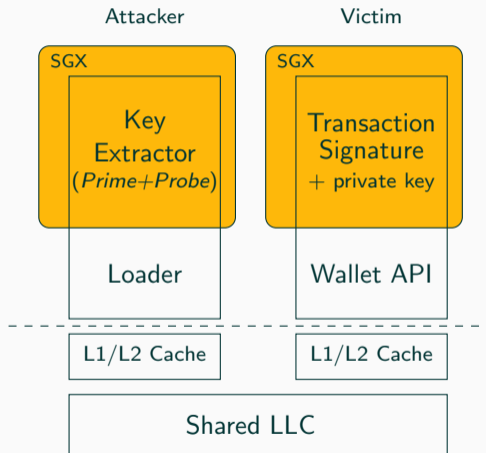 Attacker
Victim
SGX
SGX
Key
Extractor
(Prime+Probe)
Transaction
Signature
+ private key
Loader
Wallet API
L1/L2 Cache
L1/L2 Cache
Shared LLC